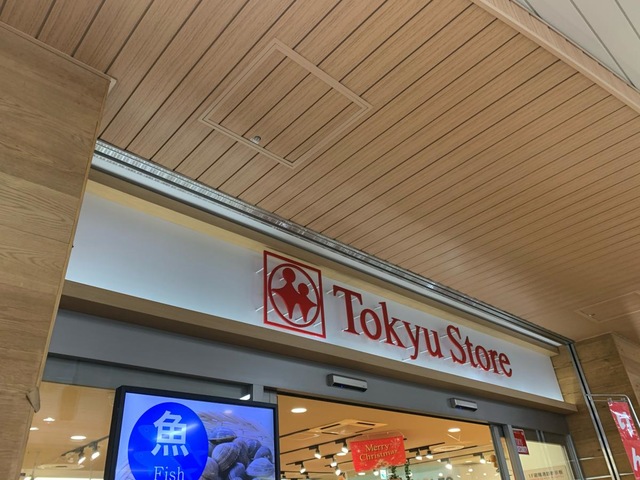 Tokyu Store
魚
Fish
Merry
Christmas